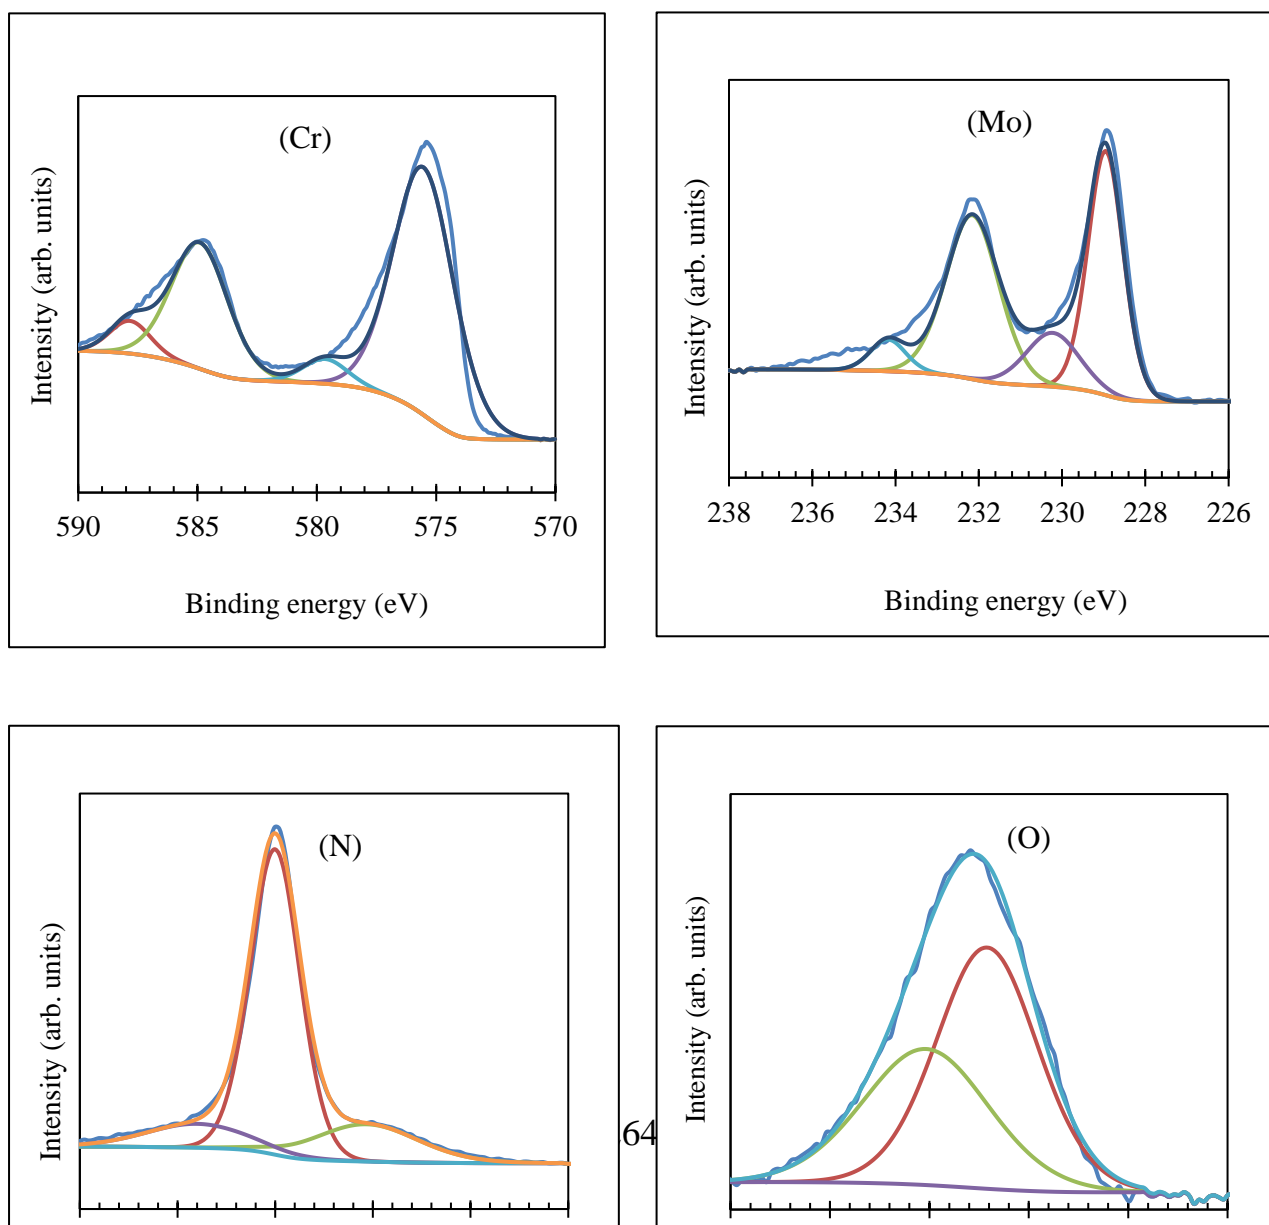 (Cr)
Intensity (arb. units)
590 585 580 575 570
Binding energy (eV)
(Mo)
Intensity (arb. units)
238 236 234 232 230 228 226
Binding energy (eV)
(N)
Intensity (arb. units)
64
(O)
Intensity (arb. units)